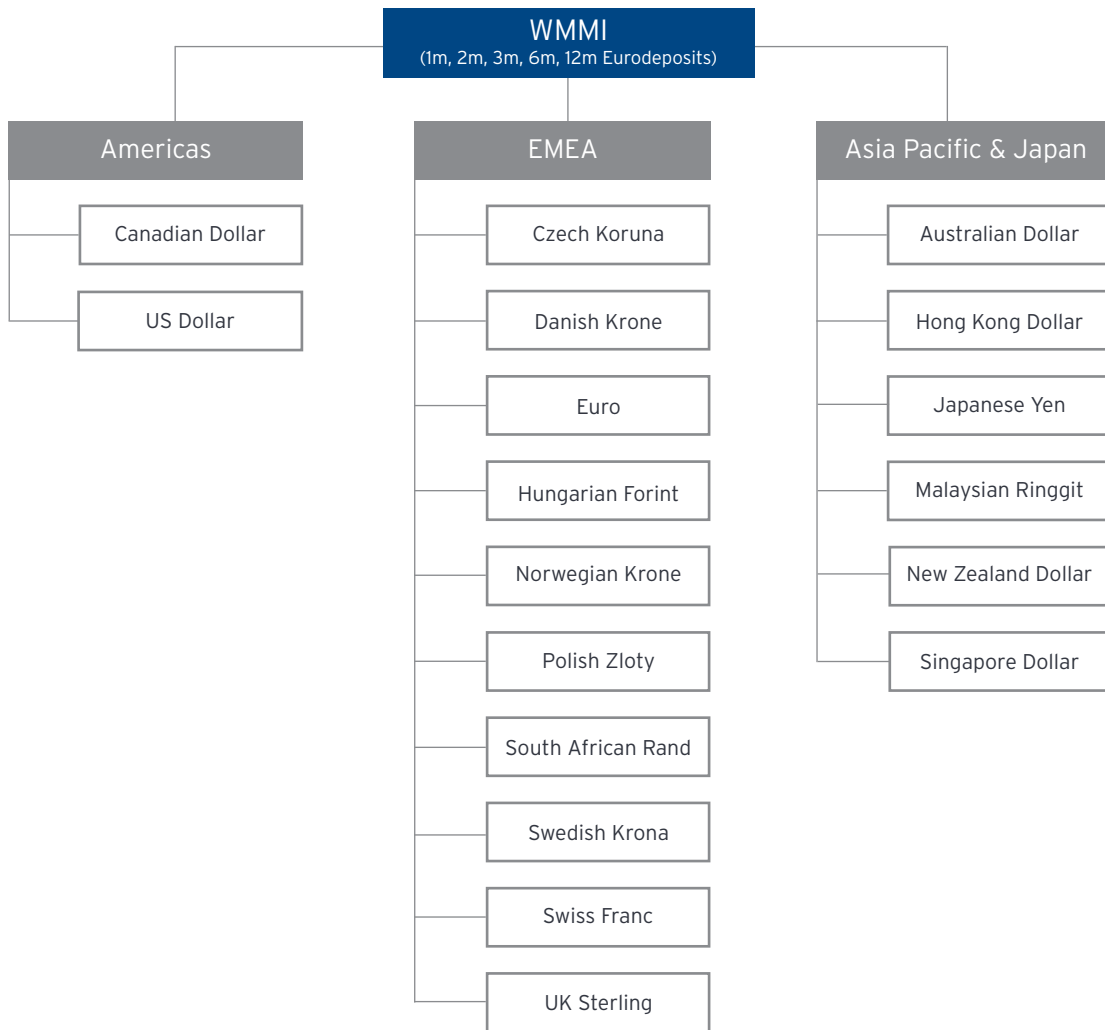 WMMI
(1m, 2m, 3m, 6m, 12m Eurodeposits)
Americas
Canadian Dollar
US Dollar
EMEA
Czech Koruna
Danish Krone
Euro
Hungarian Forint
Norwegian Krone
Polish Zloty
South African Rand
Swedish Krona
Swiss Franc
UK Sterling
Asia Pacific & Japan
Australian Dollar
Hong Kong Dollar
Japanese Yen
Malaysian Ringgit
New Zealand Dollar
Singapore Dollar